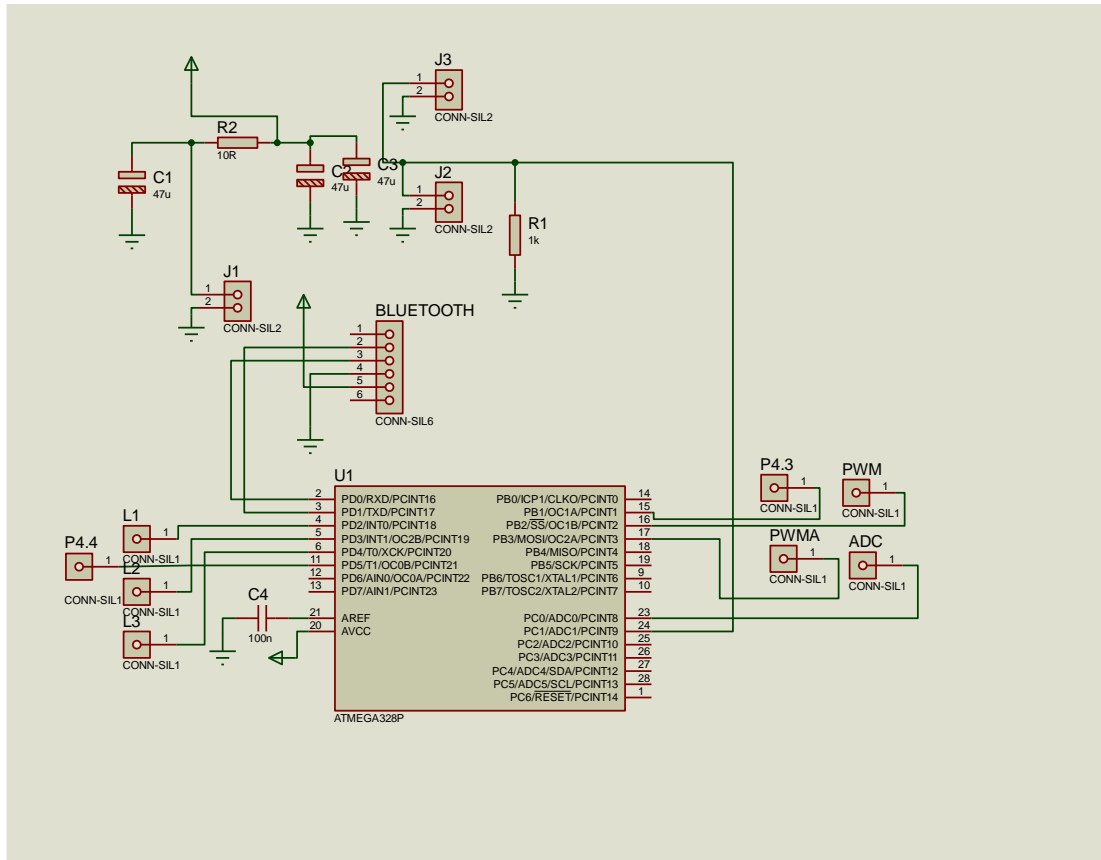 J3
1
2
CONN-SIL2
R2
10R
C1
47u
C2
47u
C3
47u
J2
1
2
CONN-SIL2
R1
1k
J1
1
2
CONN-SIL2
BLUETOOTH
1
2
3
4
5
6
CONN-SIL6
U1
2 PD0/RXD/PCINT16
3 PD1/TXD/PCINT17
4 PD2/INT0/PCINT18
5 PD3/INT1/OC2B/PCINT19
6 PD4/T0/XCK/PCINT20
11 PD5/T1/OC0B/PCINT21
12 PD6/AIN0/OC0A/PCINT22
13 PD7/AIN1/PCINT23
21 AREF
20 AVCC
PB0/ICP1/CLKO/PCINT0 14
PB1/OC1A/PCINT1 15
PB2/SS/OC1B/PCINT2 16
PB3/MOSI/OC2A/PCINT3 17
PB4/MISO/PCINT4 18
PB5/SCK/PCINT5 19
PB6/TOSC1/XTAL1/PCINT6 9
PB7/TOSC2/XTAL2/PCINT7 10
PC0/ADC0/PCINT8 23
PC1/ADC1/PCINT9 24
PC2/ADC2/PCINT10 25
PC3/ADC3/PCINT11 26
PC4/ADC4/SDA/PCINT12 27
PC5/ADC5/SCL/PCINT13 28
PC6/RESET/PCINT14 1
ATMEGA328P
L1
1
CONN-SIL1
P4.4
1
CONN-SIL1
L2
1
CONN-SIL1
L3
1
CONN-SIL1
C4
100n
P4.3
1
CONN-SIL1
PWM
1
CONN-SIL1
PWMA
1
CONN-SIL1
ADC
1
CONN-SIL1